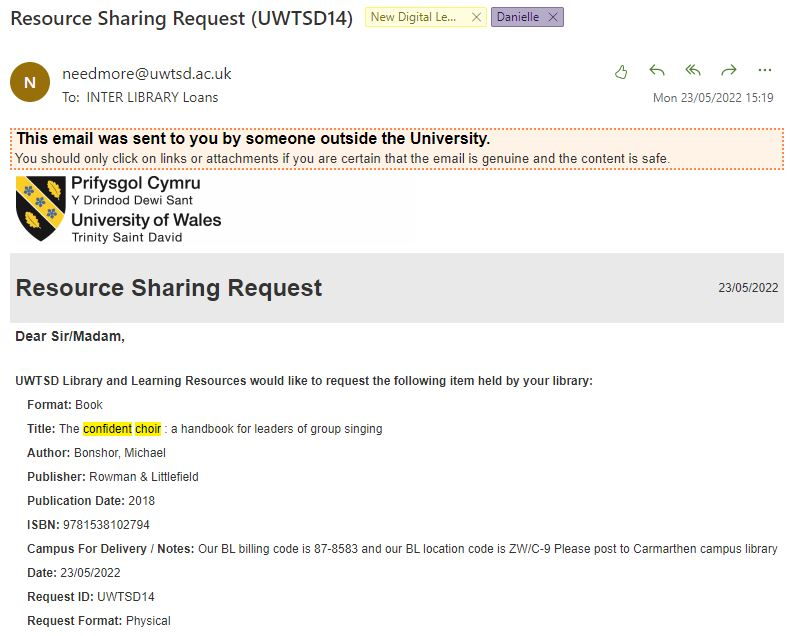 Resource Sharing Request (UWTSD14) New Digital Le... Danielle
N
needmore@uwtsd.ac.uk
To: INTER LIBRARY Loans
Mon 23/05/2022 15:19
This email was sent to you by someone outside the University.
You should only click on links or attachments if you are certain that the email is genuine and the content is safe.
Prifysgol Cymru
Y Drindod Dewi Sant
University of Wales
Trinity Saint David
Resource Sharing Request 23/05/2022
Dear Sir/Madam,
UWTSD Library and Learning Resources would like to request the following item held by your library:
Format: Book
Title: The confident choir : a handbook for leaders of group singing
Author: Bonshor, Michael
Publisher: Rowman & Littlefield
Publication Date: 2018
ISBN: 9781538102794
Campus For Delivery / Notes: Our BL billing code is 87-8583 and our BL location code is ZW/C-9 Please post to Carmarthen campus library
Date: 23/05/2022
Request ID: UWTSD14
Request Format: Physical